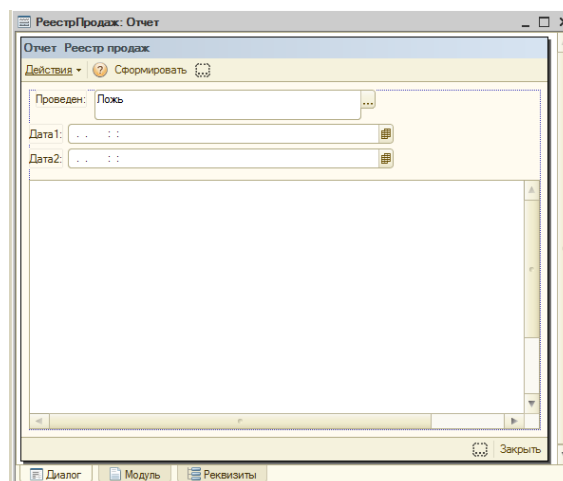 РеестрПродаж: Отчет
Отчет Реестр продаж
Действия Сформировать
Проведен: Ложь ...
Дата1: . . : :
Дата2: . . : :
Закрыть
Диалог Модуль Реквизиты